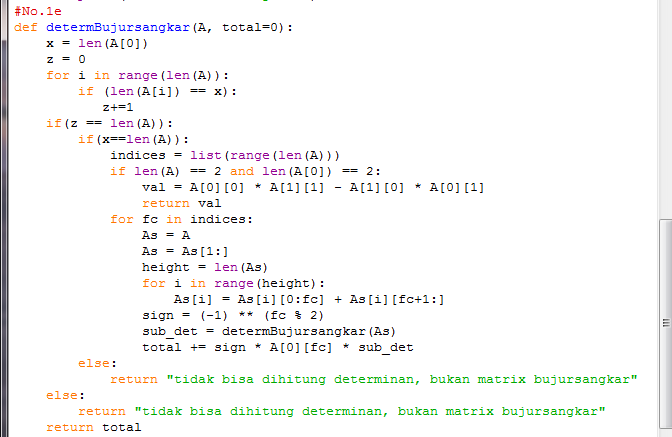 #No.1e
def determBujursangkar(A, total=0):
    x = len(A[0])
    z = 0
    for i in range(len(A)):
        if (len(A[i]) == x):
           z+=1
    if(z == len(A)):
        if(x==len(A)):
            indices = list(range(len(A)))
            if len(A) == 2 and len(A[0]) == 2:
                val = A[0][0] * A[1][1] - A[1][0] * A[0][1]
                return val
            for fc in indices:
                As = A
                As = As[1:]
                height = len(As)
                for i in range(height):
                    As[i] = As[i][0:fc] + As[i][fc+1:]
                sign = (-1) ** (fc % 2)
                sub_det = determBujursangkar(As)
                total += sign * A[0][fc] * sub_det
        else:
            return "tidak bisa dihitung determinan, bukan matrix bujursangkar"
    else:
        return "tidak bisa dihitung determinan, bukan matrix bujursangkar"
    return total